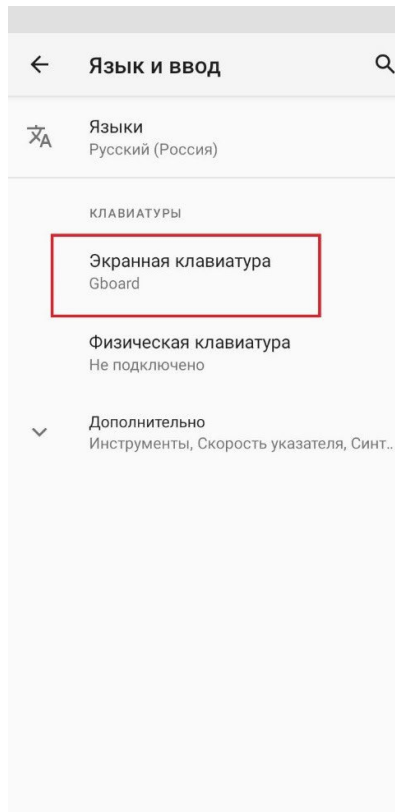 Язык и ввод
Языки
Русский (Россия)
КЛАВИАТУРЫ
Экранная клавиатура
Gboard
Физическая клавиатура
Не подключено
Дополнительно
Инструменты, Скорость указателя, Синт..